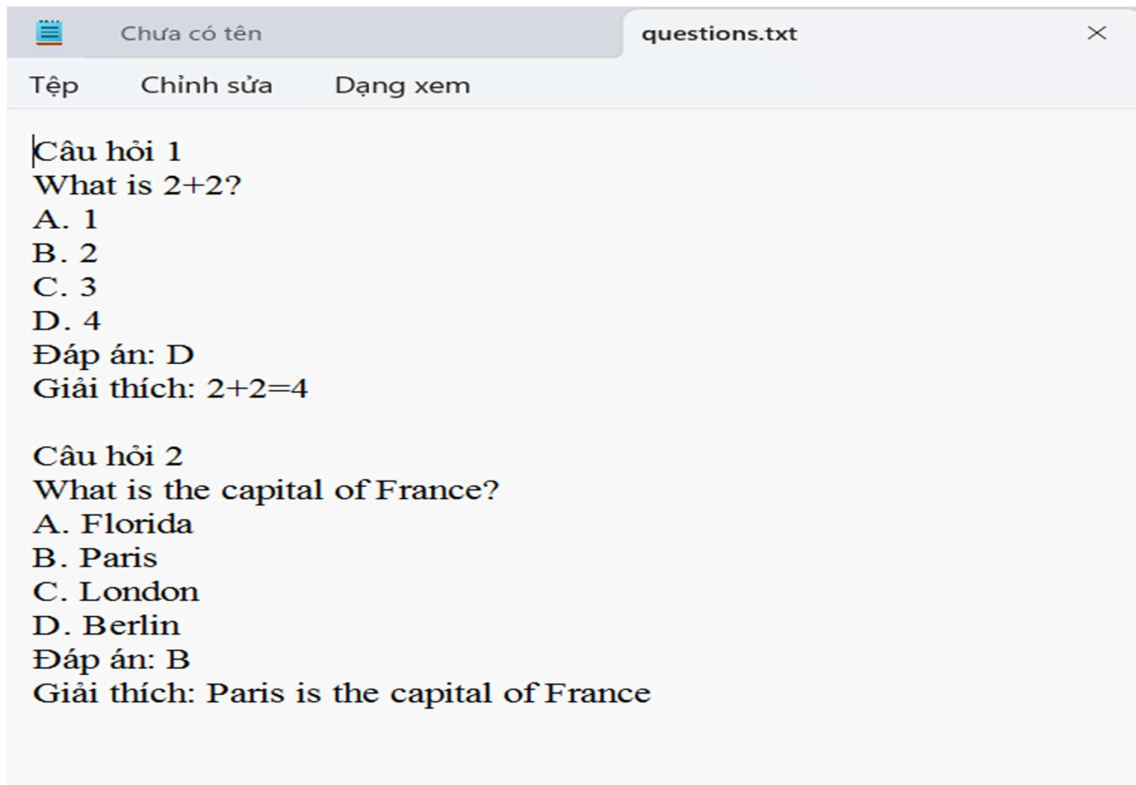 Chưa có tên
questions.txt
Tệp
Chỉnh sửa
Dạng xem
Câu hỏi 1
What is 2+2?
A. 1
B. 2
C. 3
D. 4
Đáp án: D
Giải thích: 2+2=4
Câu hỏi 2
What is the capital of France?
A. Florida
B. Paris
C. London
D. Berlin
Đáp án: B
Giải thích: Paris is the capital of France